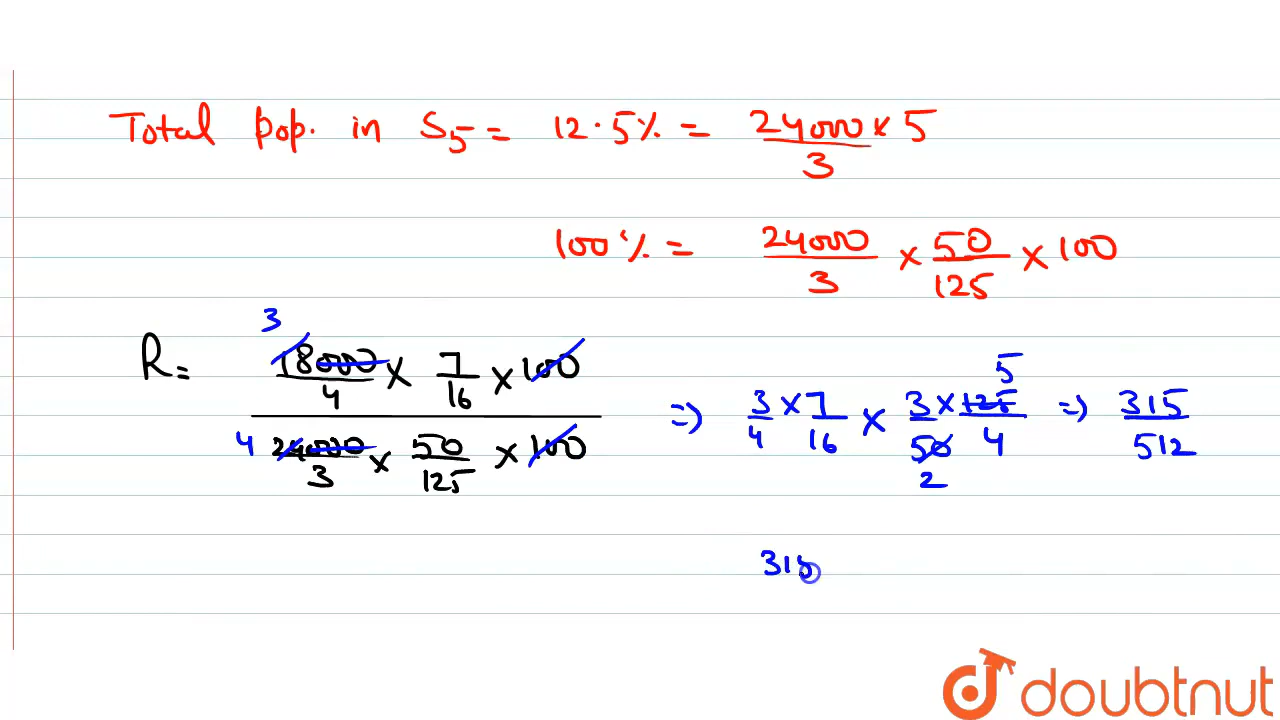 Total pop. in S5 = 12.5% = 24000/3 × 5
100% = 24000/3 × 50/125 × 100
R = (3 18000/4 × 7/16 × 100) / (4 24000/3 × 50/125 × 100) => 3/4 × 7/16 × 3/50 2 × 125 5/4 => 315/512
315
doubtnut